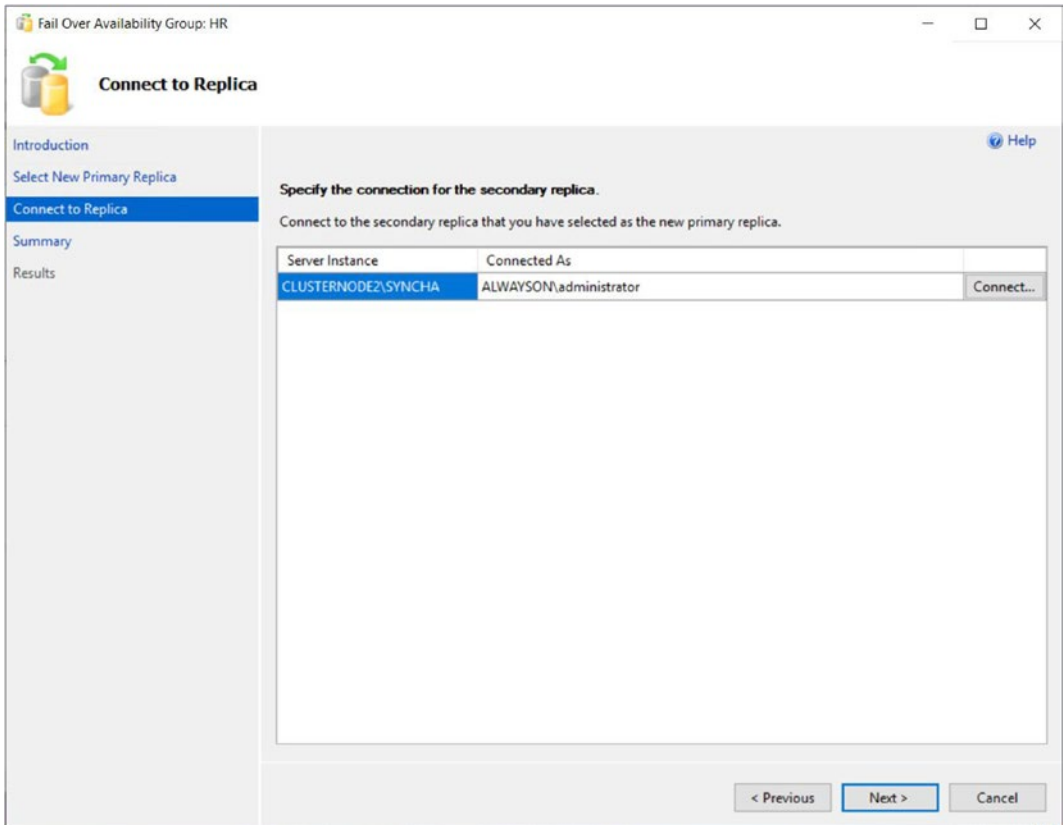 Fail Over Availability Group: HR
Connect to Replica
Help
Introduction
Select New Primary Replica
Connect to Replica
Summary
Results
Specify the connection for the secondary replica.
Connect to the secondary replica that you have selected as the new primary replica.
Server Instance Connected As
CLUSTERNODE2\SYNCHA ALWAYSON\administrator Connect...
< Previous Next > Cancel